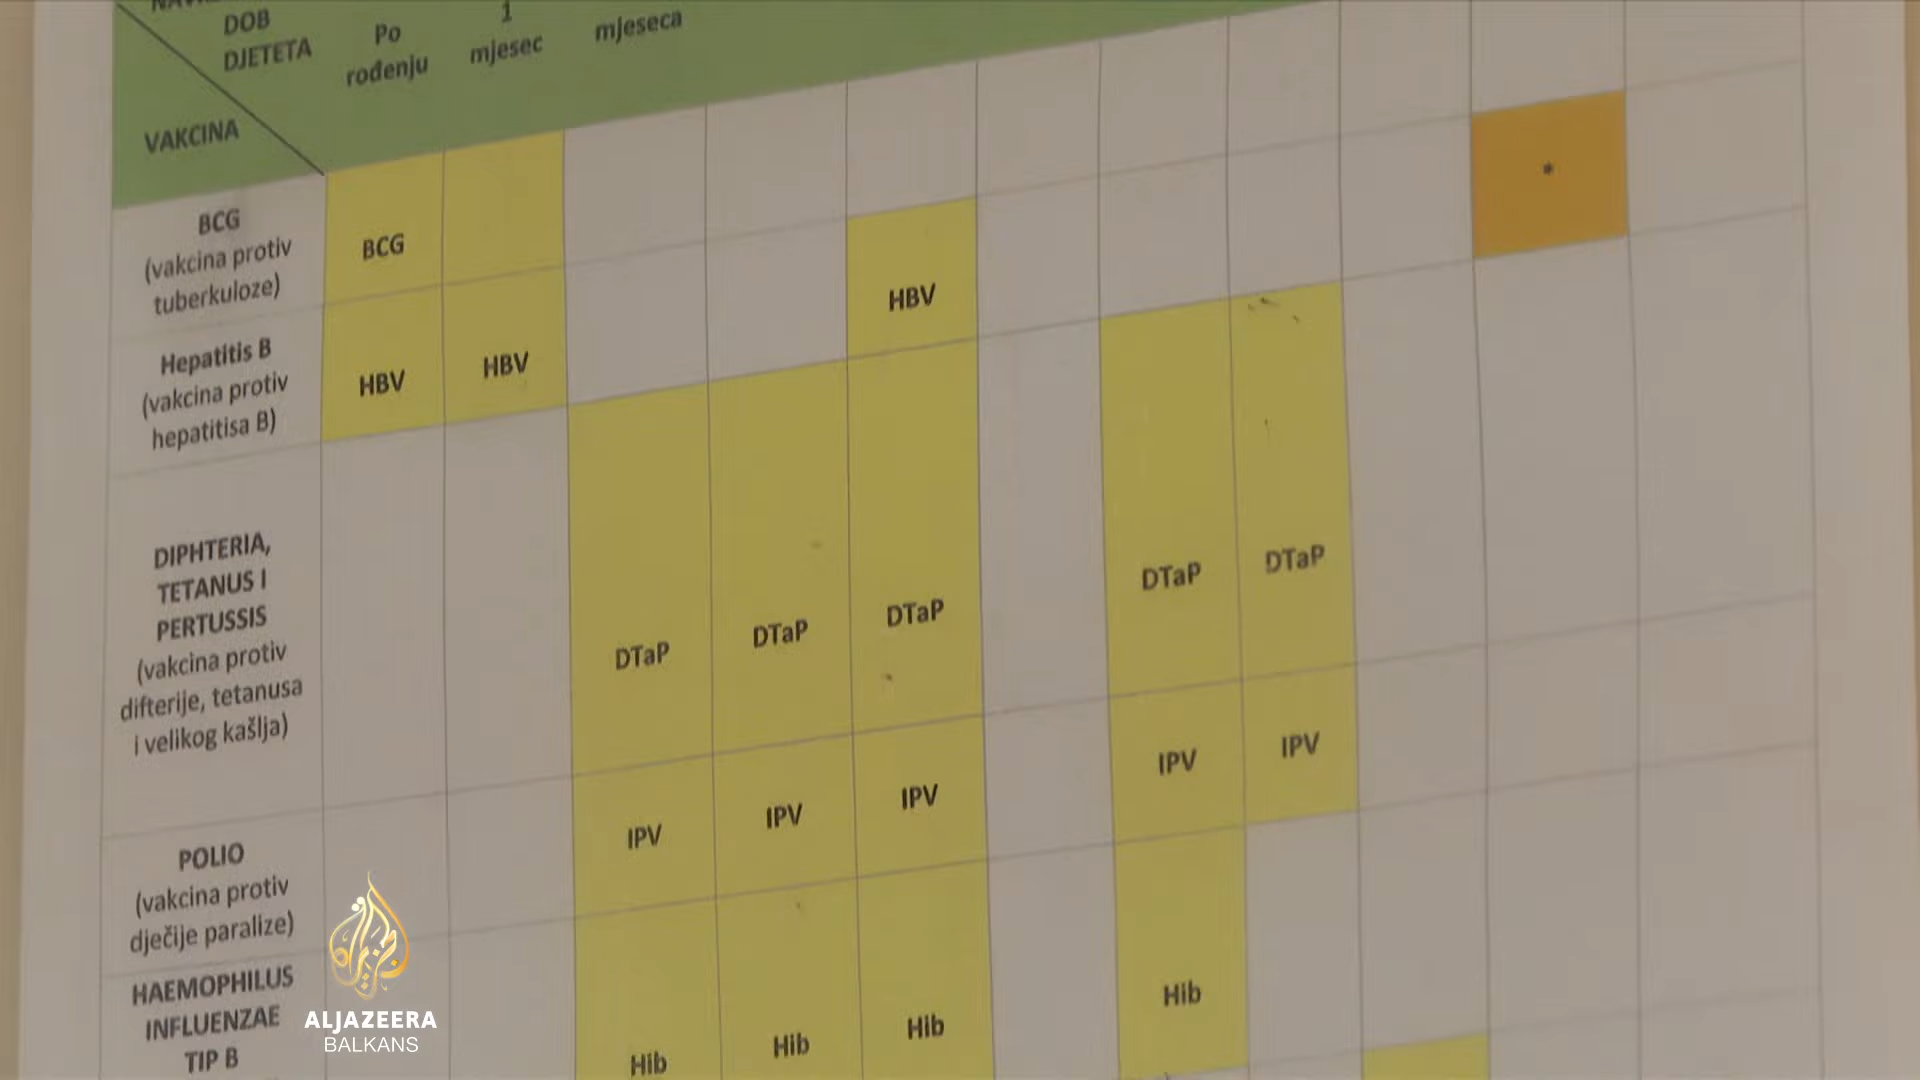 DOB
DJETETA
VAKCINA
Po
rođenju
1
mjesec
mjeseca
BCG
(vakcina protiv
tuberkuloze)
BCG
*
Hepatitis B
(vakcina protiv
hepatitisa B)
HBV
HBV
HBV
DIPHTERIA,
TETANUS I
PERTUSSIS
(vakcina protiv
difterije, tetanusa
i velikog kašlja)
DTaP
DTaP
DTaP
DTaP
DTaP
POLIO
(vakcina protiv
dječije paralize)
IPV
IPV
IPV
IPV
IPV
HAEMOPHILUS
INFLUENZAE
TIP B
Hib
Hib
Hib
Hib
ALJAZEERA
BALKANS